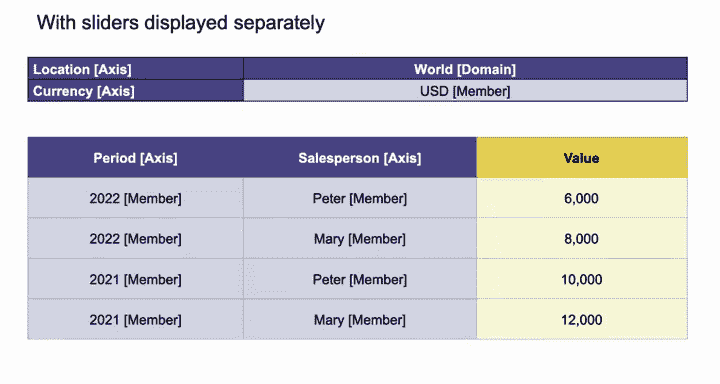 With sliders displayed separately
Location [Axis] World [Domain]
Currency [Axis] USD [Member]
Period [Axis] Salesperson [Axis] Value
2022 [Member] Peter [Member] 6,000
2022 [Member] Mary [Member] 8,000
2021 [Member] Peter [Member] 10,000
2021 [Member] Mary [Member] 12,000